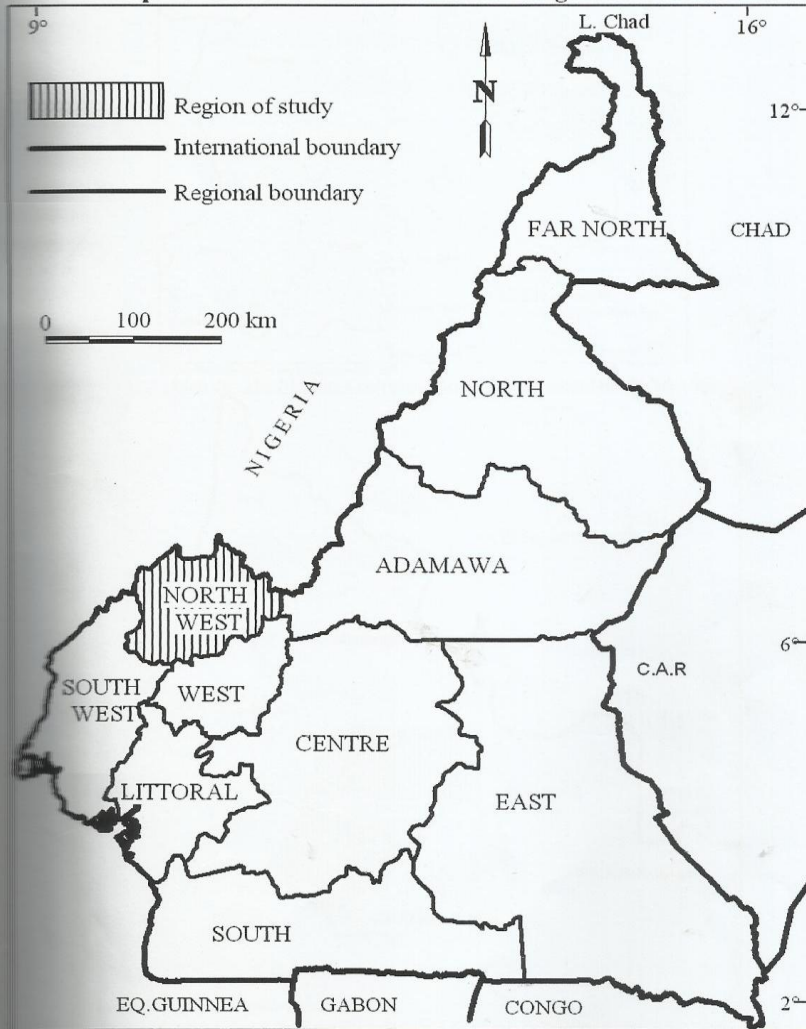 9°
L. Chad
16°
N
12°
Region of study
International boundary
Regional boundary
FAR NORTH
CHAD
0 100 200 km
NORTH
NIGERIA
ADAMAWA
NORTH
WEST
6°
C.A.R
SOUTH
WEST
WEST
CENTRE
LITTORAL
EAST
SOUTH
EQ.GUINNEA
GABON
CONGO
2°